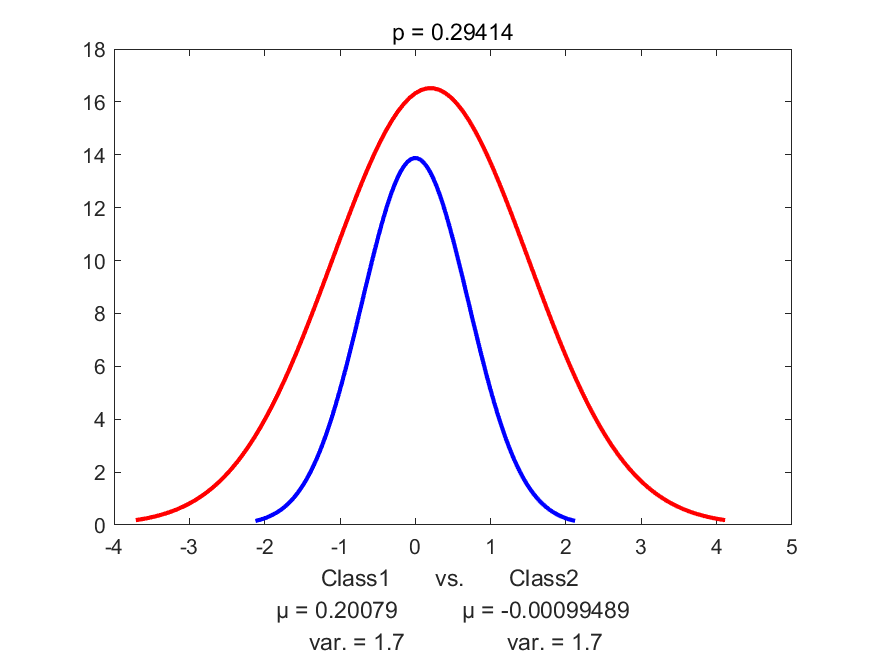 p = 0.29414
18
16
14
12
10
8
6
4
2
0
-4 -3 -2 -1 0 1 2 3 4 5
Class1 vs. Class2
μ = 0.20079 μ = -0.00099489
var. = 1.7 var. = 1.7